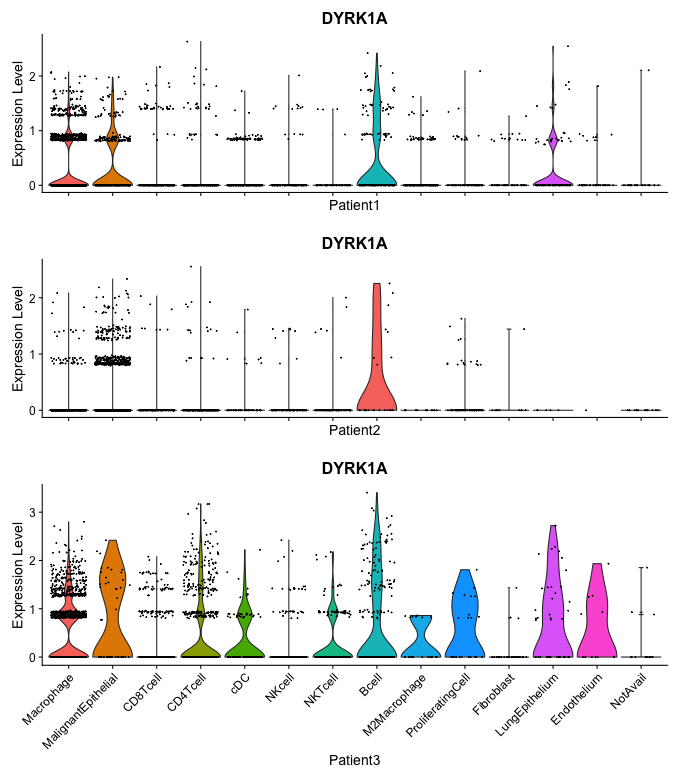 DYRK1A
Expression Level
2
1
0
Patient1
DYRK1A
Expression Level
2
1
0
Patient2
DYRK1A
Expression Level
3
2
1
0
Macrophage
MalignantEpithelial
CD8Tcell
CD4Tcell
cDC
NKcell
NKTcell
Bcell
M2Macrophage
ProliferatingCell
Fibroblast
LungEpithelium
Endothelium
NotAvail
Patient3